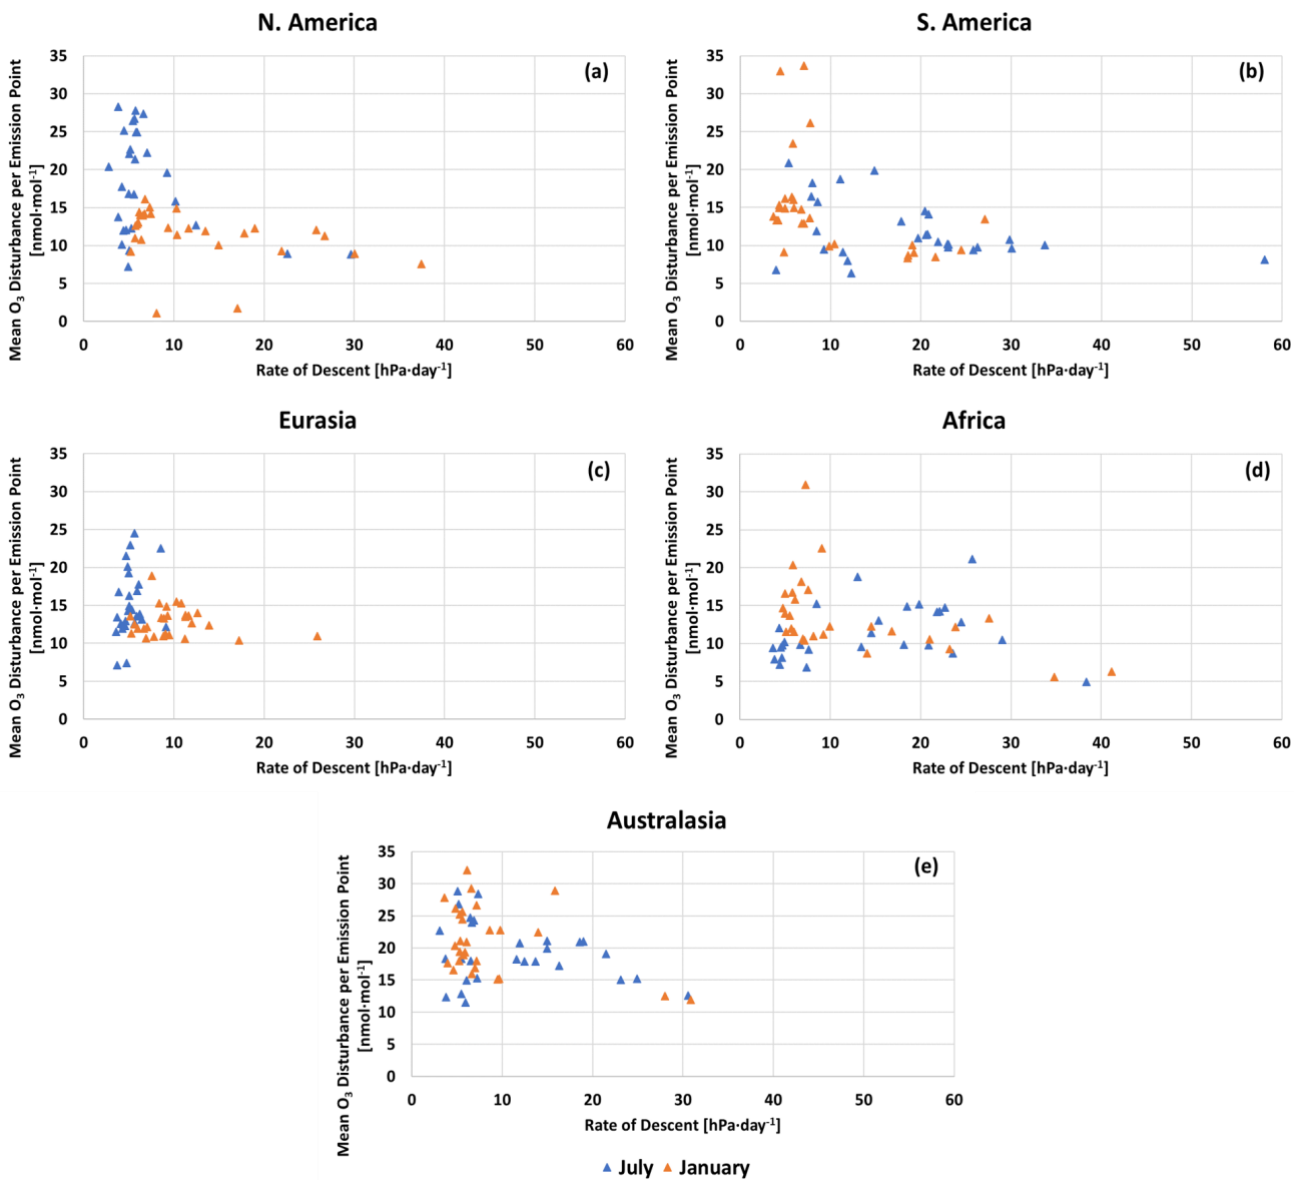 N. America
(a)
Mean O₃ Disturbance per Emission Point
[nmol·mol⁻¹]
35
30
25
20
15
10
5
0
0 10 20 30 40 50 60
Rate of Descent [hPa·day⁻¹]
S. America
(b)
Mean O₃ Disturbance per Emission Point
[nmol·mol⁻¹]
35
30
25
20
15
10
5
0
0 10 20 30 40 50 60
Rate of Descent [hPa·day⁻¹]
Eurasia
(c)
Mean O₃ Disturbance per Emission Point
[nmol·mol⁻¹]
35
30
25
20
15
10
5
0
0 10 20 30 40 50 60
Rate of Descent [hPa·day⁻¹]
Africa
(d)
Mean O₃ Disturbance per Emission Point
[nmol·mol⁻¹]
35
30
25
20
15
10
5
0
0 10 20 30 40 50 60
Rate of Descent [hPa·day⁻¹]
Australasia
(e)
Mean O₃ Disturbance per Emission Point
[nmol·mol⁻¹]
35
30
25
20
15
10
5
0
0 10 20 30 40 50 60
Rate of Descent [hPa·day⁻¹]
July January